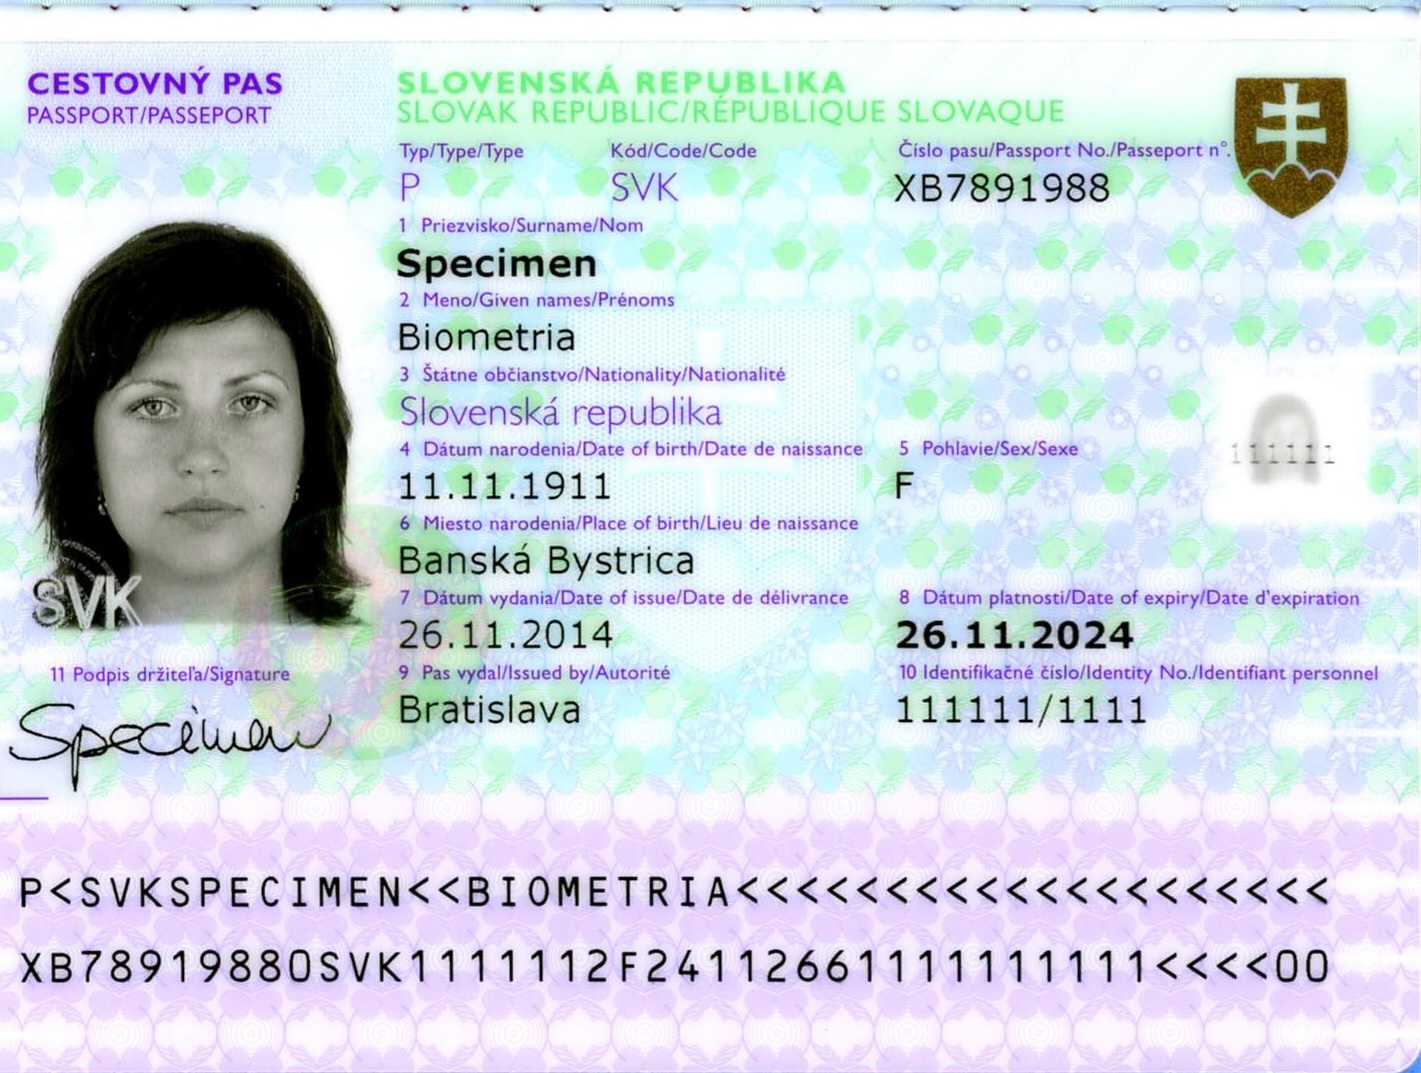 CESTOVNÝ PAS
PASSPORT/PASSEPORT
SLOVENSKÁ REPUBLIKA
SLOVAK REPUBLIC/RÉPUBLIQUE SLOVAQUE
Typ/Type/Type Kód/Code/Code Číslo pasu/Passport No./Passeport n°.
P SVK XB7891988
1 Priezvisko/Surname/Nom
Specimen
2 Meno/Given names/Prénoms
Biometria
3 Štátne občianstvo/Nationality/Nationalité
Slovenská republika
4 Dátum narodenia/Date of birth/Date de naissance 5 Pohlavie/Sex/Sexe
111111
11.11.1911 F
6 Miesto narodenia/Place of birth/Lieu de naissance
Banská Bystrica
7 Dátum vydania/Date of issue/Date de délivrance 8 Dátum platnosti/Date of expiry/Date d'expiration
SVK
26.11.2014 26.11.2024
11 Podpis držiteľa/Signature 9 Pas vydal/Issued by/Autorité 10 Identifikačné číslo/Identity No./Identifiant personnel
Specimen Bratislava 111111/1111
P<SVKSPECIMEN<<BIOMETRIA<<<<<<<<<<<<<<<<<<<<
XB78919880SVK1111112F24112661111111111<<<<00